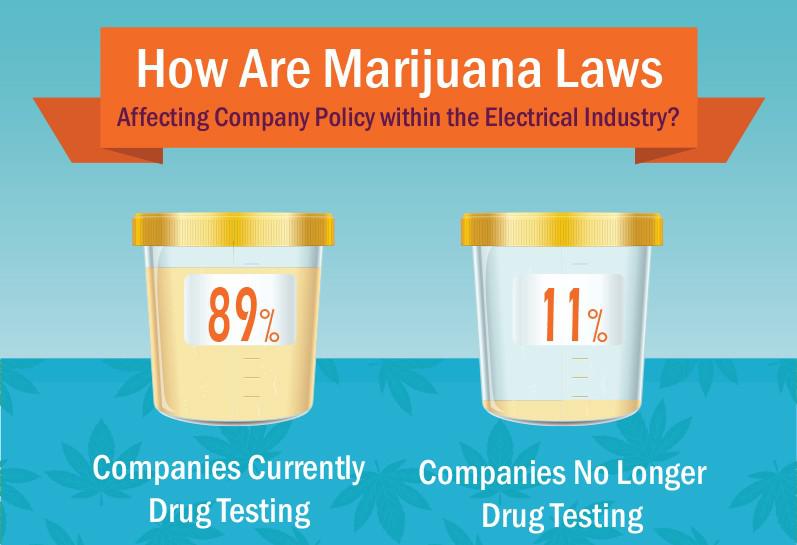 How Are Marijuana Laws
Affecting Company Policy within the Electrical Industry?
89%
11%
Companies Currently
Drug Testing
Companies No Longer
Drug Testing